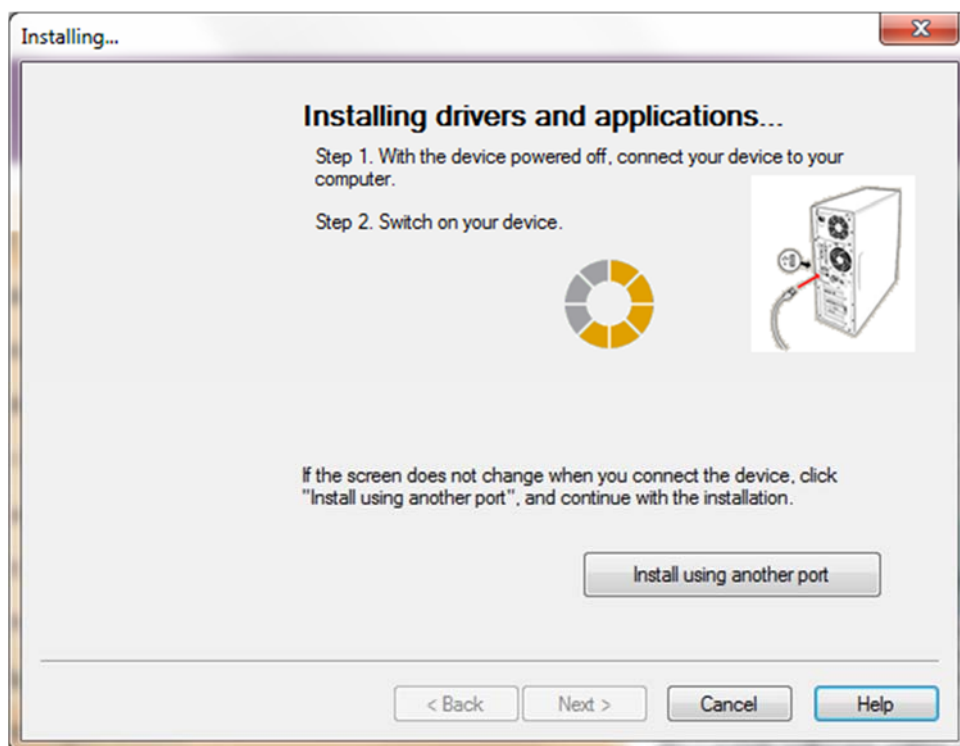 Installing...
Installing drivers and applications...
Step 1. With the device powered off, connect your device to your
computer.
Step 2. Switch on your device.
If the screen does not change when you connect the device, click
"Install using another port", and continue with the installation.
Install using another port
< Back
Next >
Cancel
Help